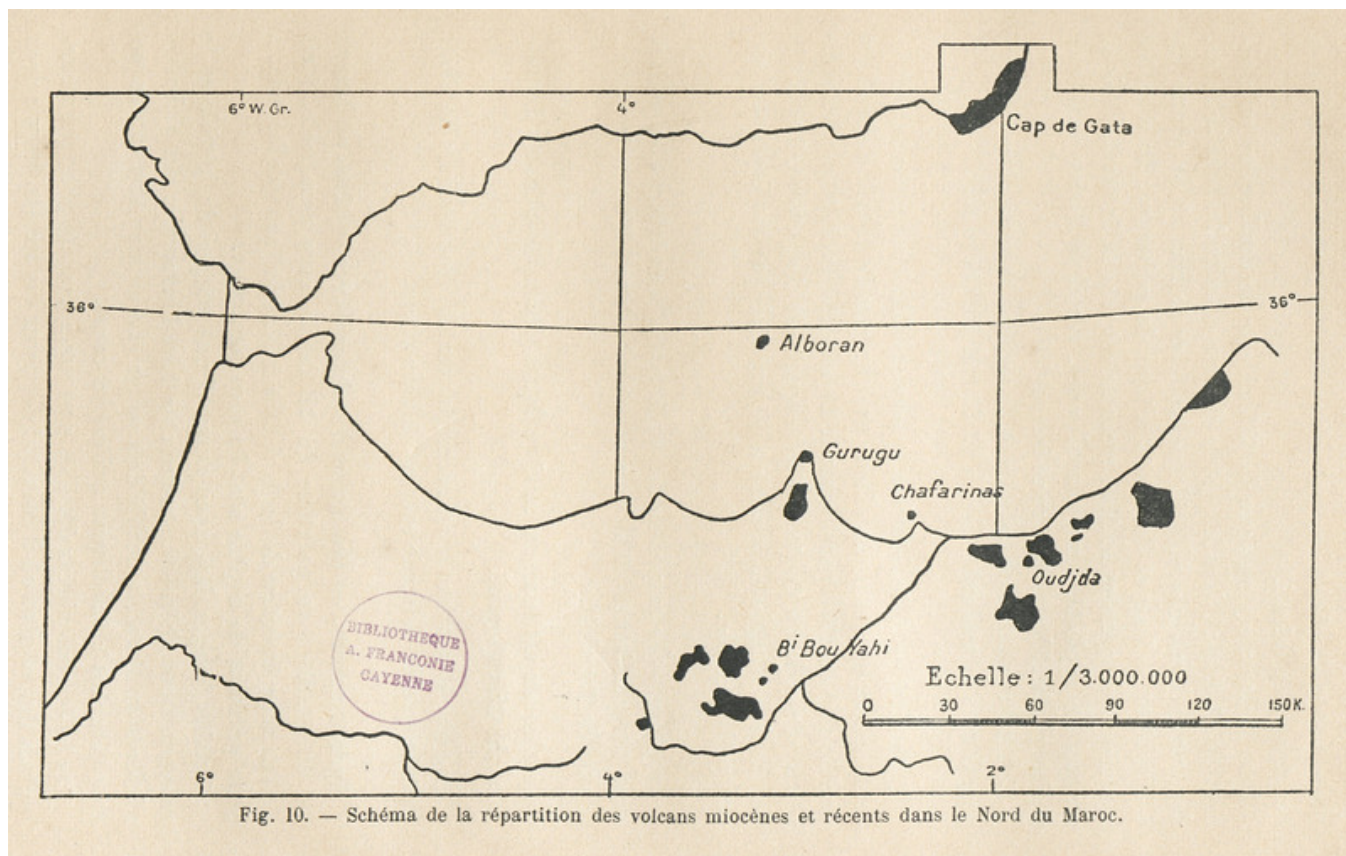 6° W. Gr.
4°
Cap de Gata
36°
36°
Alboran
Gurugu
Chafarinas
Oudjda
Bi Bou Yahi
BIBLIOTHEQUE
A. FRANCONIE
CAYENNE
Echelle: 1/3.000.000
0 30 60 90 120 150 K.
6° 4° 2°
Fig. 10. — Schéma de la répartition des volcans miocènes et récents dans le Nord du Maroc.